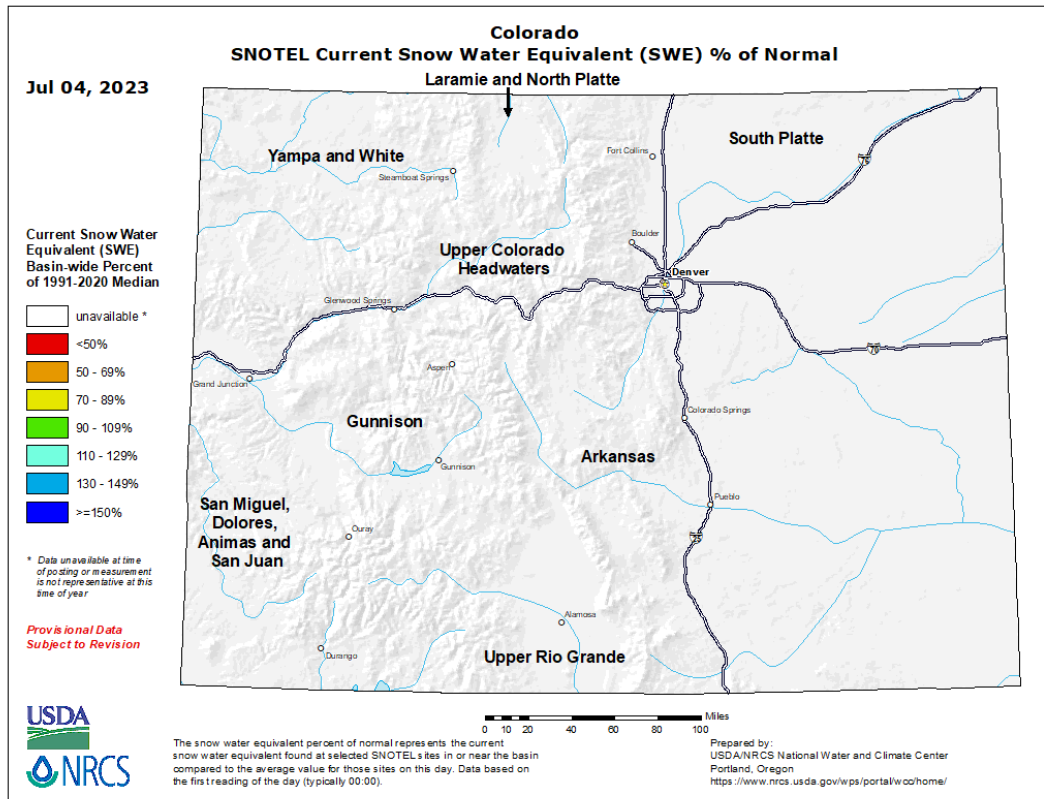 Colorado
SNOTEL Current Snow Water Equivalent (SWE) % of Normal
Jul 04, 2023
Laramie and North Platte
South Platte
Yampa and White
Fort Collins
76
Steamboat Springs
Boulder
Upper Colorado
Headwaters
Denver
Glenwood Springs
70
Grand Junction
Aspen
Colorado Springs
Gunnison
Gunnison
Arkansas
Pueblo
San Miguel,
Dolores,
Animas and
San Juan
Ouray
25
Alamosa
Durango
Upper Rio Grande
Current Snow Water
Equivalent (SWE)
Basin-wide Percent
of 1991-2020 Median
unavailable *
<50%
50 - 69%
70 - 89%
90 - 109%
110 - 129%
130 - 149%
>=150%
* Data unavailable at time
of posting or measurement
is not representative at this
time of year
Provisional Data
Subject to Revision
USDA
NRCS
0 10 20 40 60 80 100
Miles
The snow water equivalent percent of normal represents the current
snow water equivalent found at selected SNOTEL sites in or near the basin
compared to the average value for those sites on this day. Data based on
the first reading of the day (typically 00:00).
Prepared by:
USDA/NRCS National Water and Climate Center
Portland, Oregon
https://www.nrcs.usda.gov/wps/portal/wcc/home/